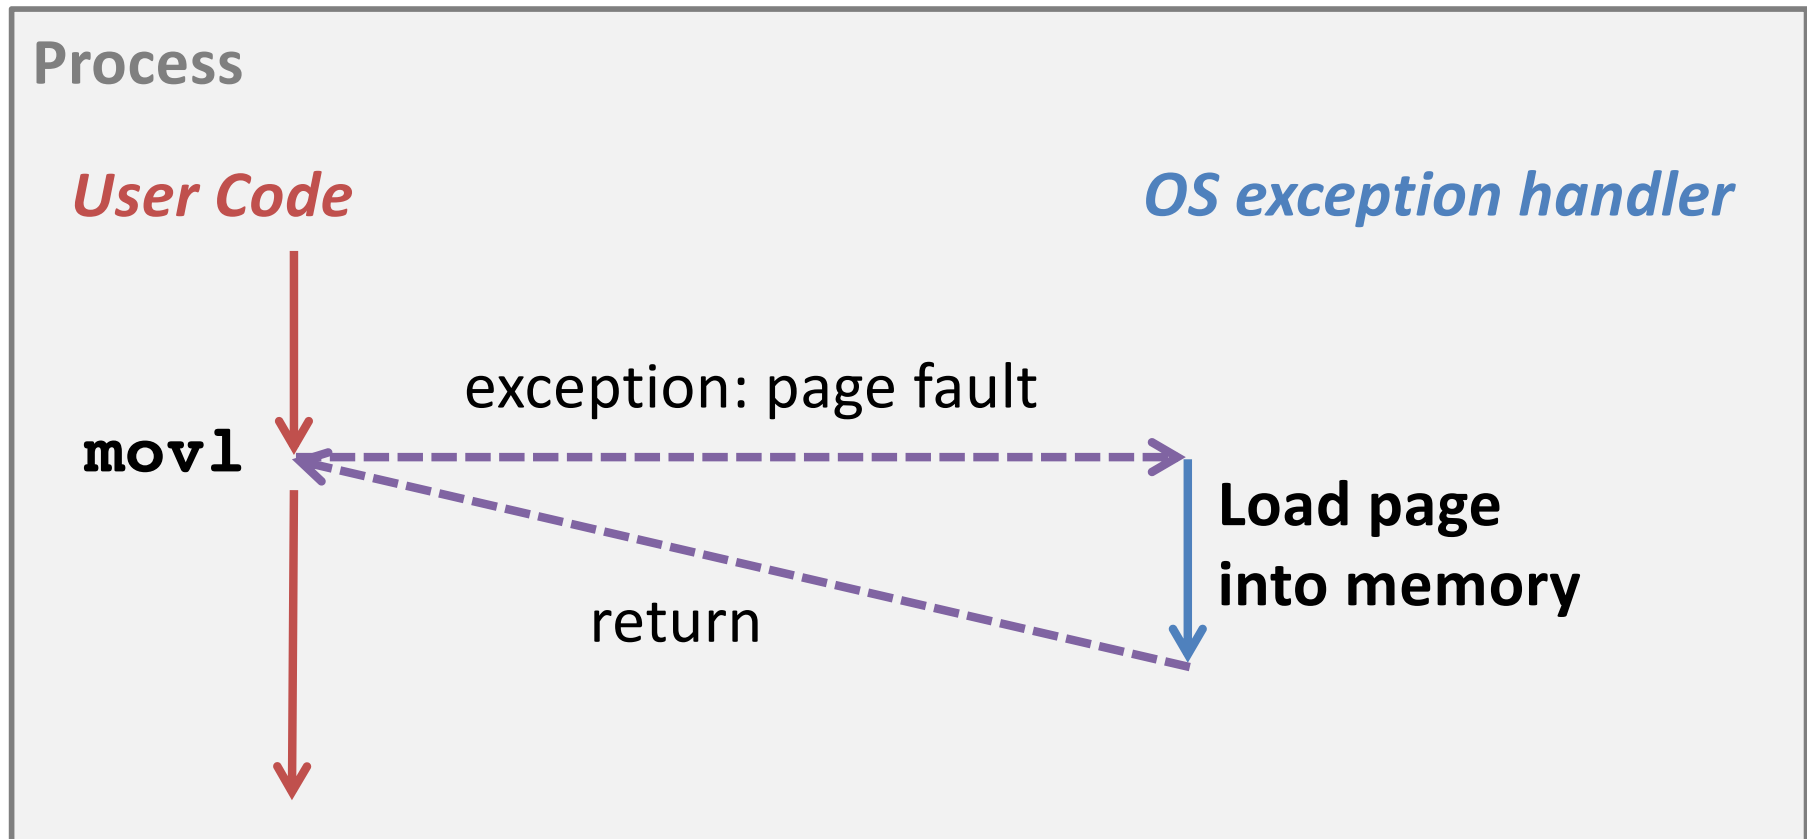 Process
User Code
OS exception handler
exception: page fault
movl
Load page
into memory
return